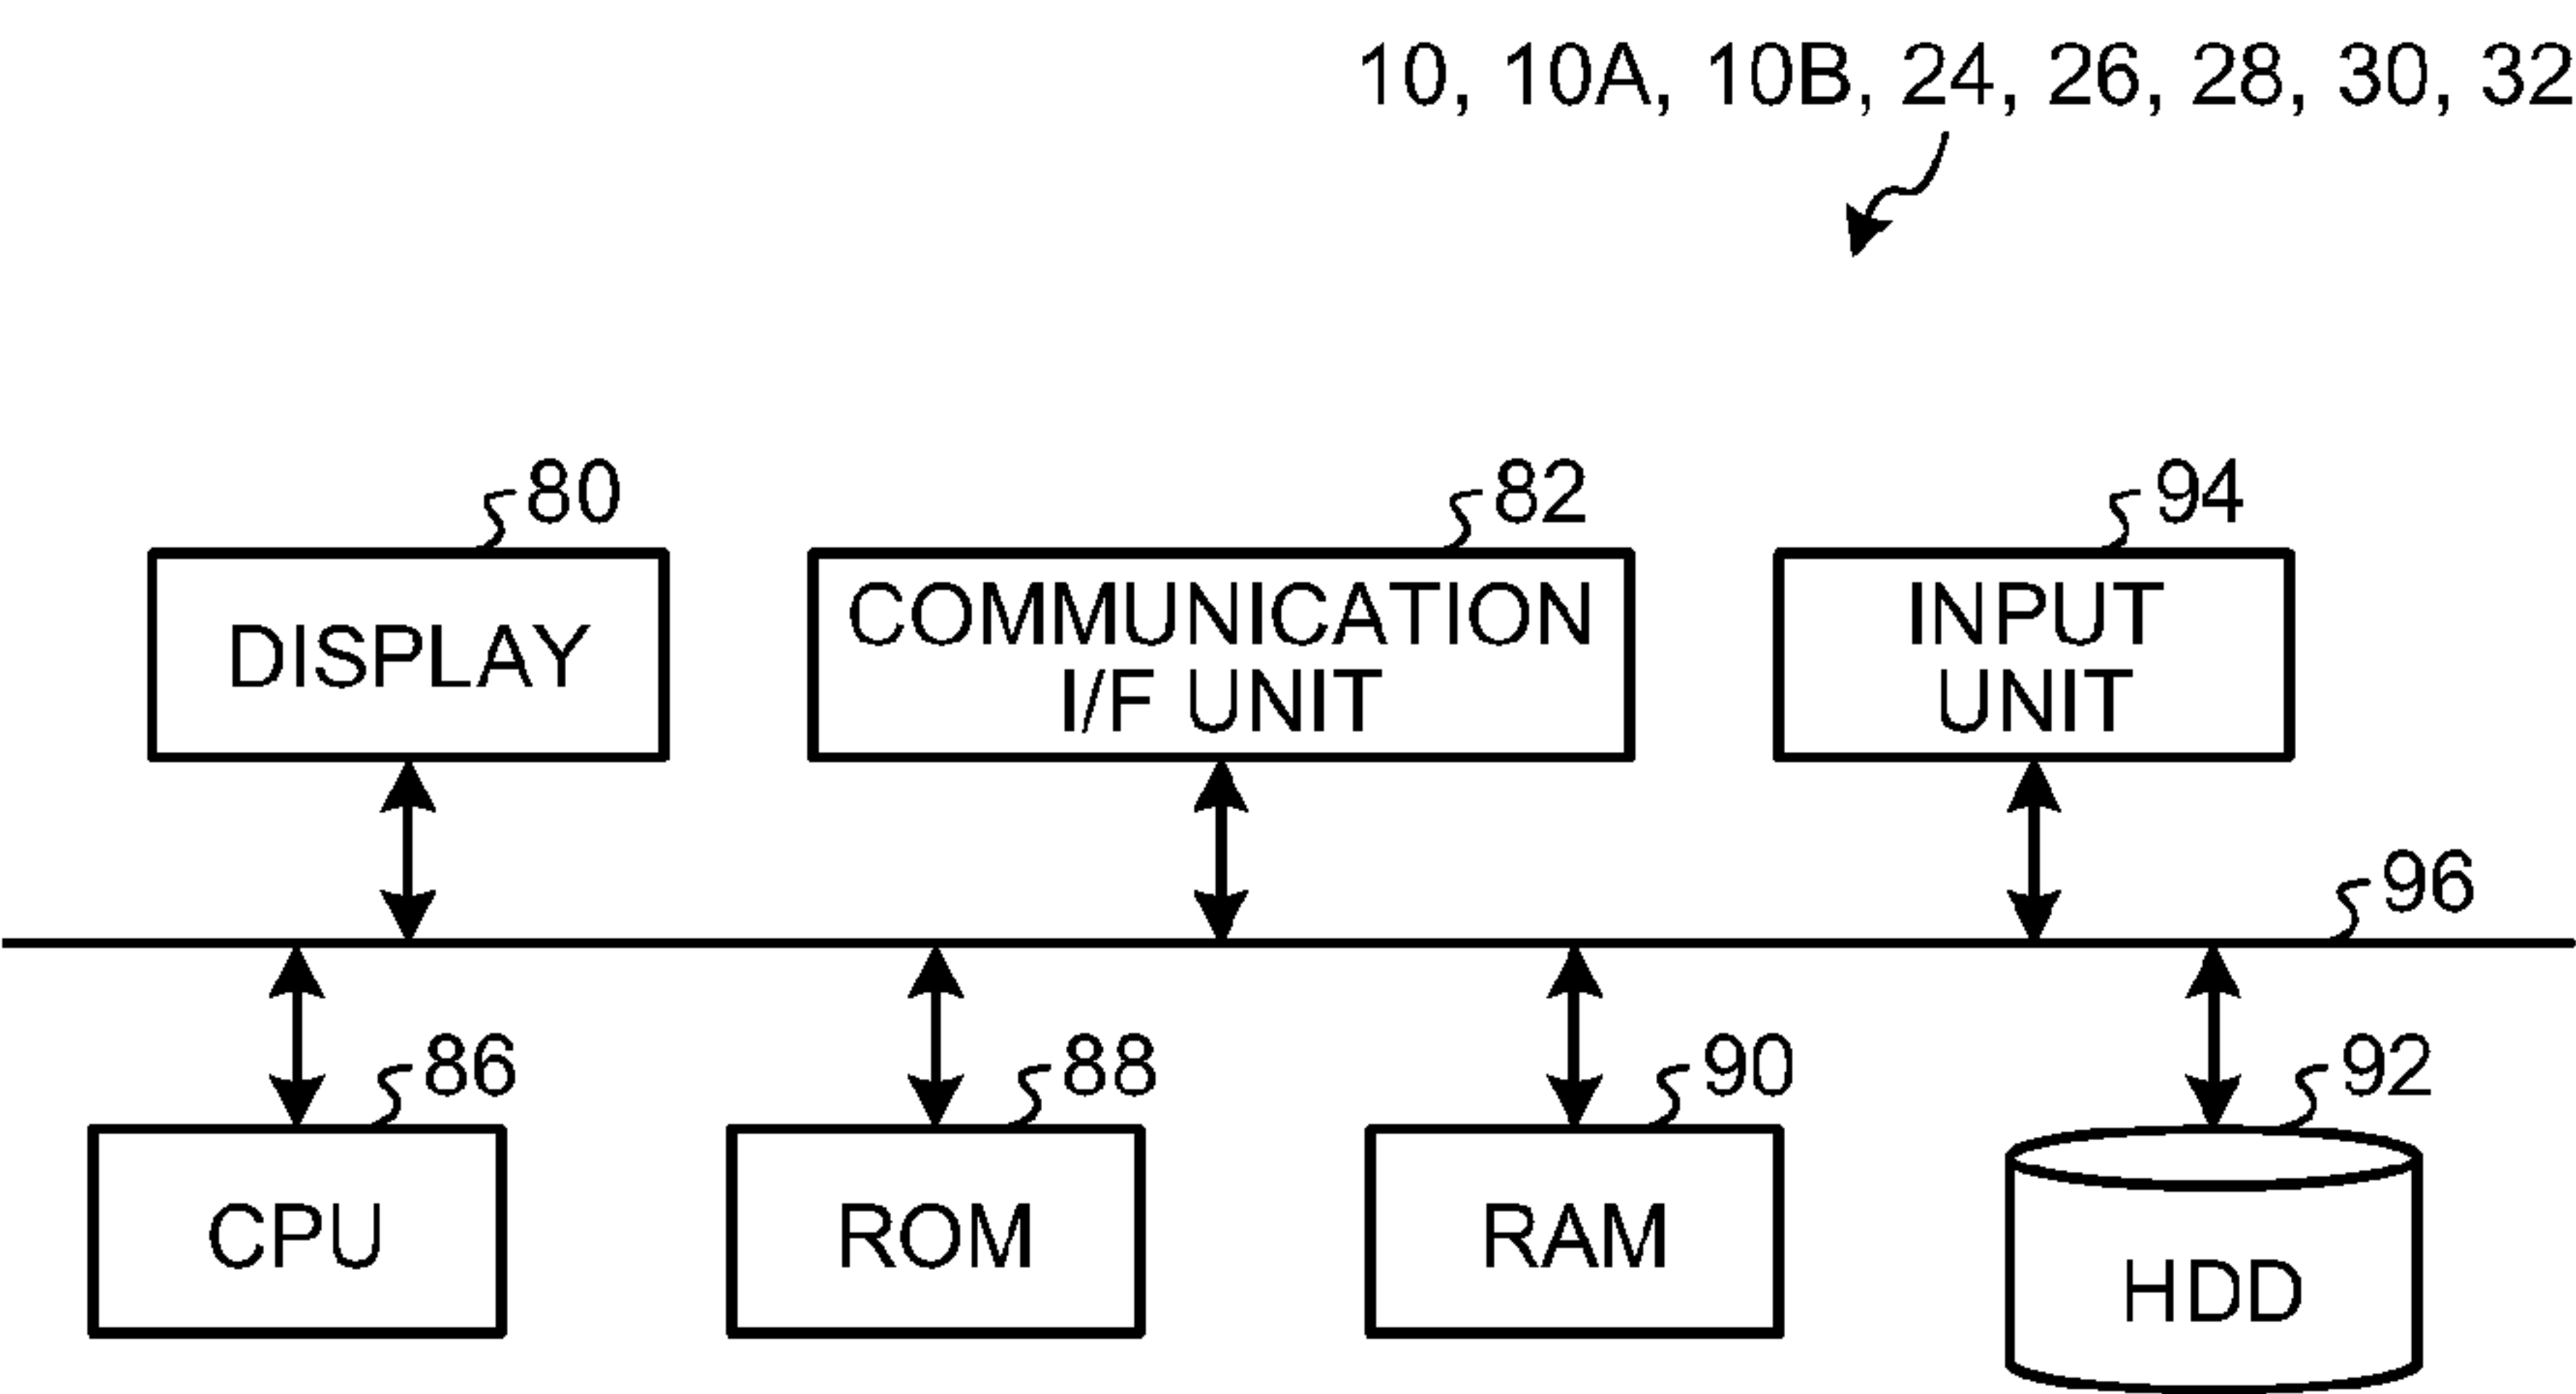 10, 10A, 10B, 24, 26, 28, 30, 32
80
82
94
DISPLAY
COMMUNICATION
I/F UNIT
INPUT
UNIT
96
86
88
90
92
CPU
ROM
RAM
HDD